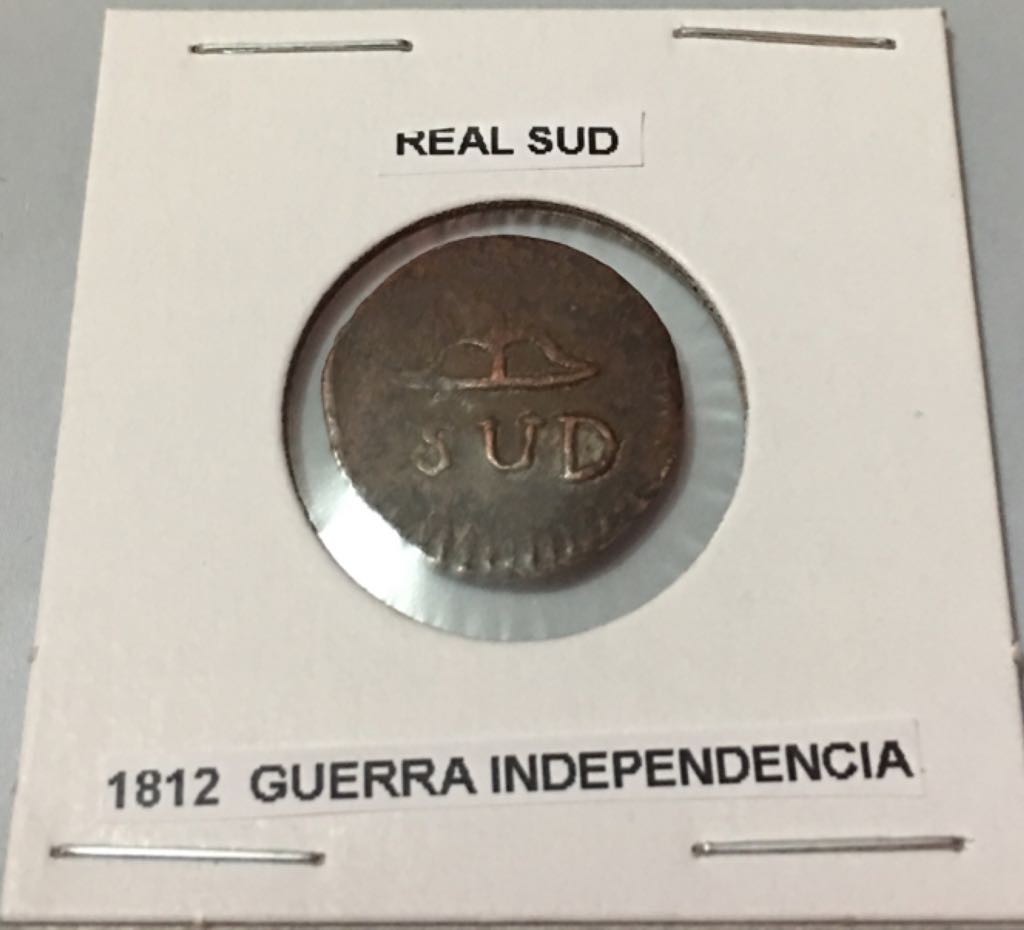 REAL SUD
SUD
1812 GUERRA INDEPENDENCIA